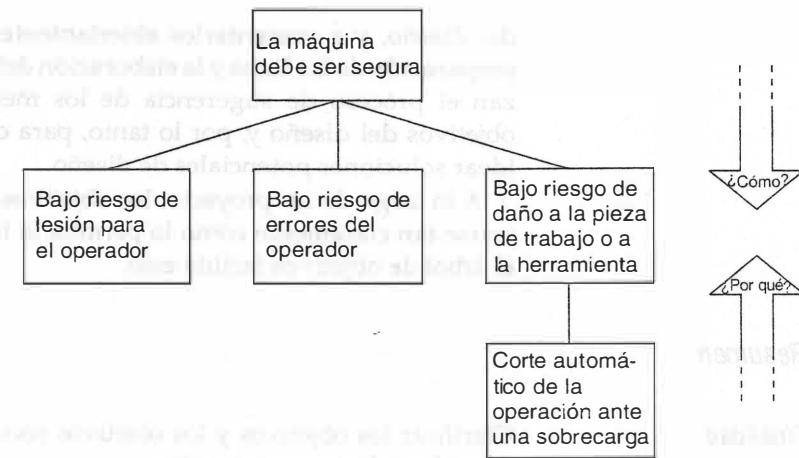 La máquina
debe ser segura
Bajo riesgo de
lesión para
el operador
Bajo riesgo de
errores del
operador
Bajo riesgo de
daño a la pieza
de trabajo o a
la herramienta
Corte automá-
tico de la
operación ante
una sobrecarga
¿Cómo?
¿Por qué?